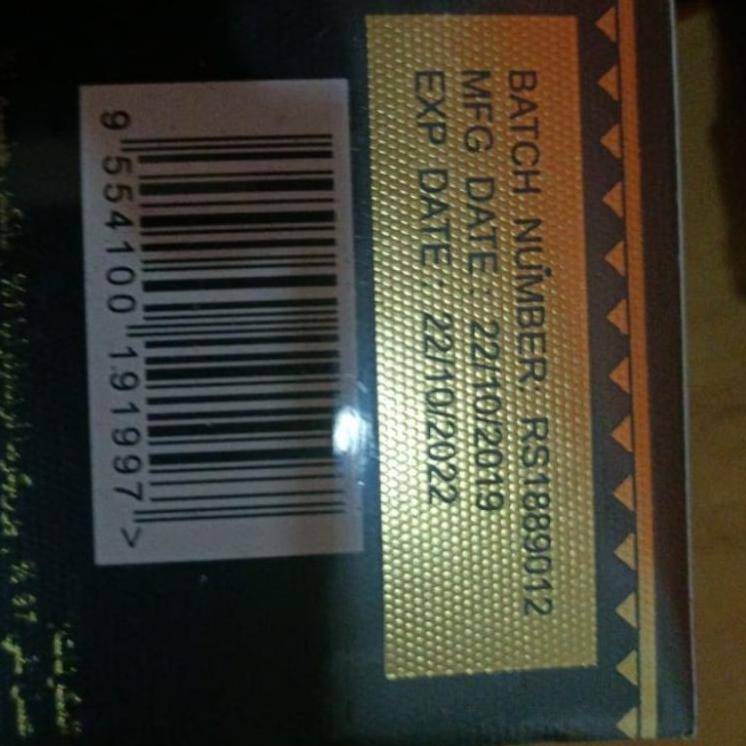 BATCH NUMBER: RS1889012
MFG DATE : 22/10/2019
EXP DATE : 22/10/2022
9 554100 191997 >